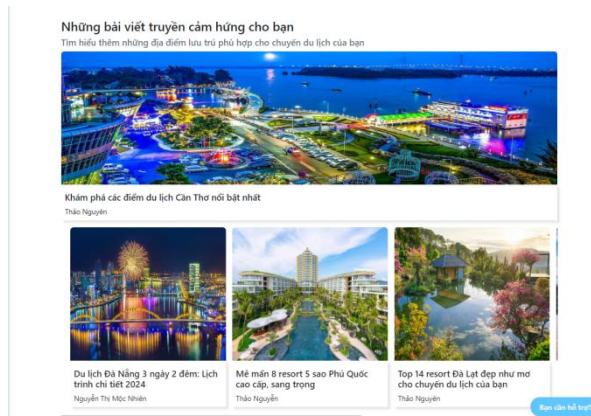 Những bài viết truyền cảm hứng cho bạn
Tìm hiểu thêm những địa điểm lưu trú phù hợp cho chuyến du lịch của bạn
Khám phá các điểm du lịch Cần Thơ nổi bật nhất
Thảo Nguyên
Du lịch Đà Nẵng 3 ngày 2 đêm: Lịch
trình chi tiết 2024
Nguyễn Thị Mộc Nhiên
Mê mẩn 8 resort 5 sao Phú Quốc
cao cấp, sang trọng
Thảo Nguyễn
Top 14 resort Đà Lạt đẹp như mơ
cho chuyến du lịch của bạn
Thảo Nguyên
Bạn cần hỗ trợ?